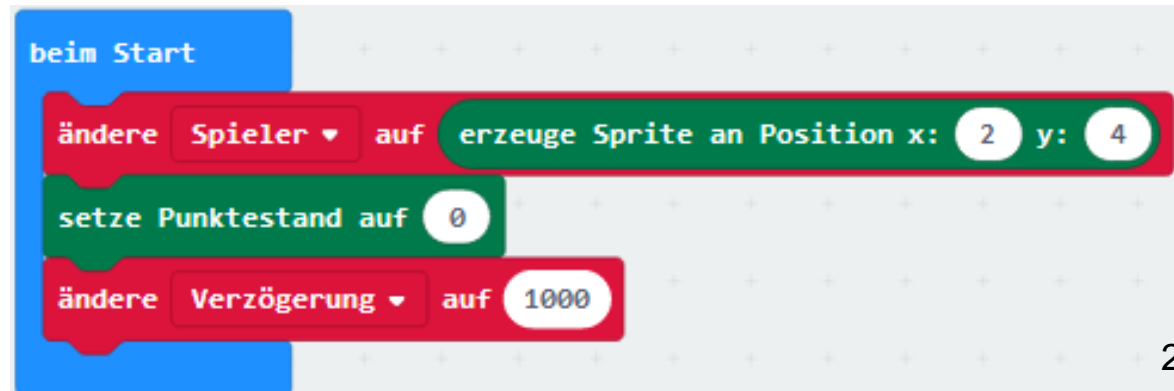 beim Start
ändere Spieler auf erzeuge Sprite an Position x: 2 y: 4
setze Punktestand auf 0
ändere Verzögerung auf 1000
2